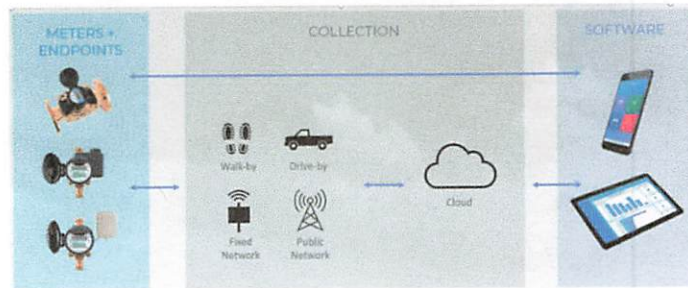 METERS +
ENDPOINTS
COLLECTION
SOFTWARE
Walk-by
Drive-by
Fixed
Network
Public
Network
Cloud